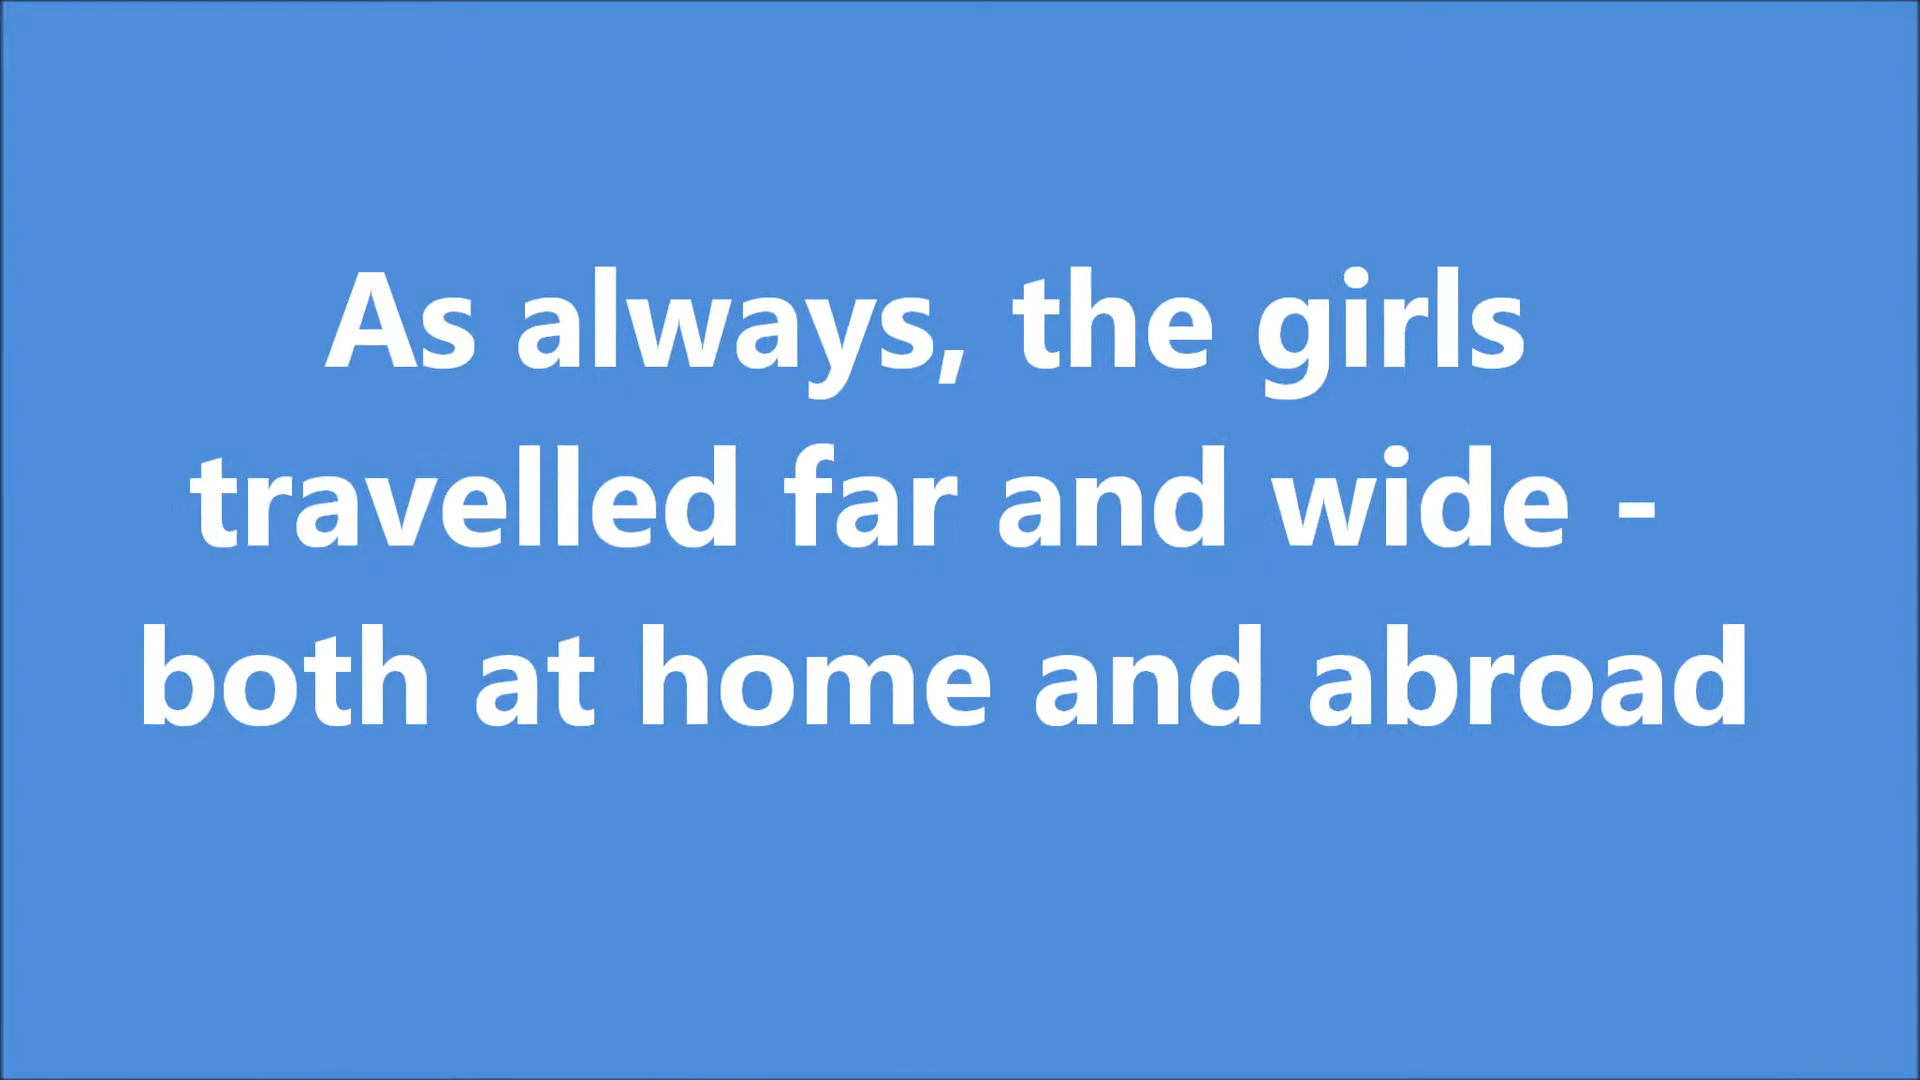 As always, the girls
travelled far and wide -
both at home and abroad